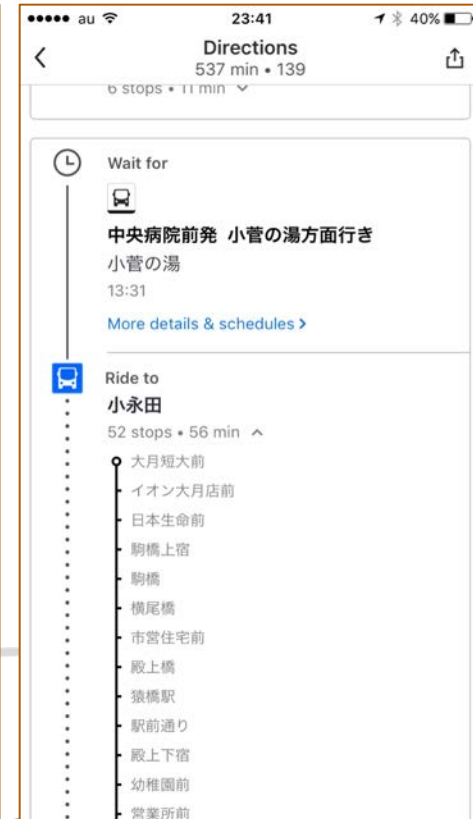 au 23:41 40%
Directions
537 min • 139
6 stops • 11 min
Wait for
中央病院前発 小菅の湯方面行き
小菅の湯
13:31
More details & schedules >
Ride to
小永田
52 stops • 56 min
大月短大前
イオン大月店前
日本生命前
駒橋上宿
駒橋
横尾橋
市営住宅前
殿上橋
猿橋駅
駅前通り
殿上下宿
幼稚園前
営業所前